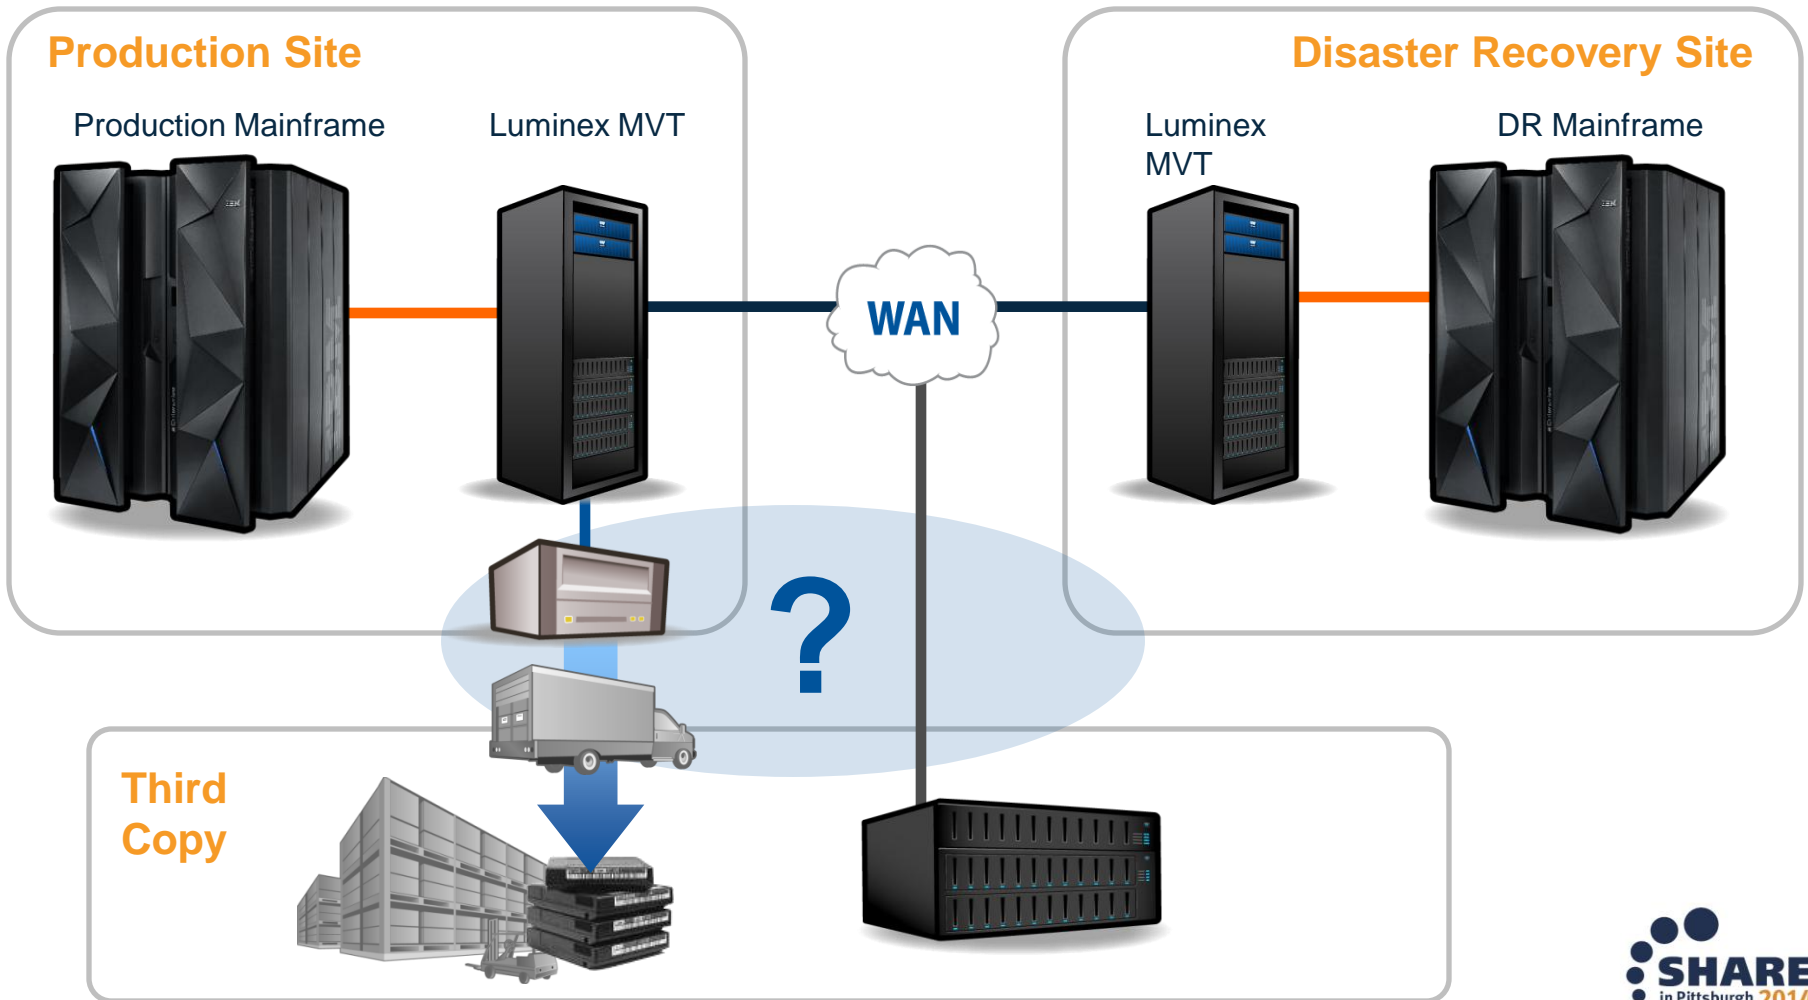 Production Site
Disaster Recovery Site
Production Mainframe
Luminex MVT
Luminex
MVT
DR Mainframe
WAN
?
Third
Copy
SHARE
in Pittsburgh 2014